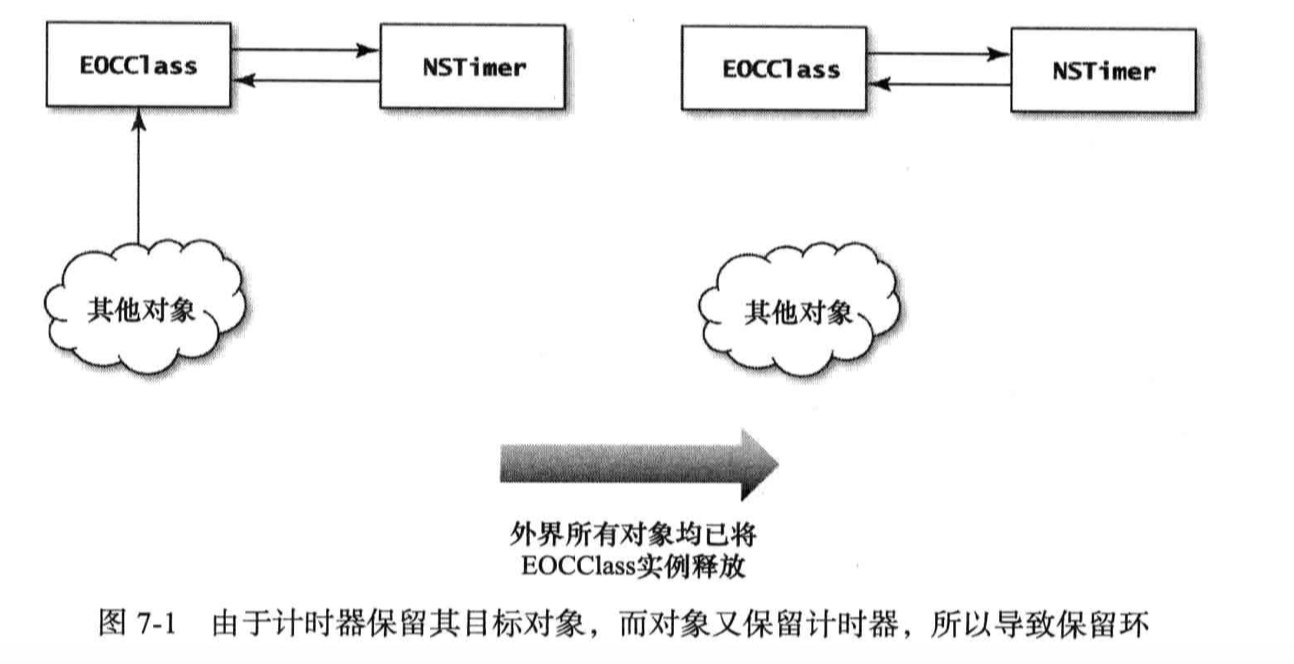 EOCClass
NSTimer
EOCClass
NSTimer
其他对象
其他对象
外界所有对象均已将
EOCClass实例释放
图 7-1 由于计时器保留其目标对象，而对象又保留计时器，所以导致保留环